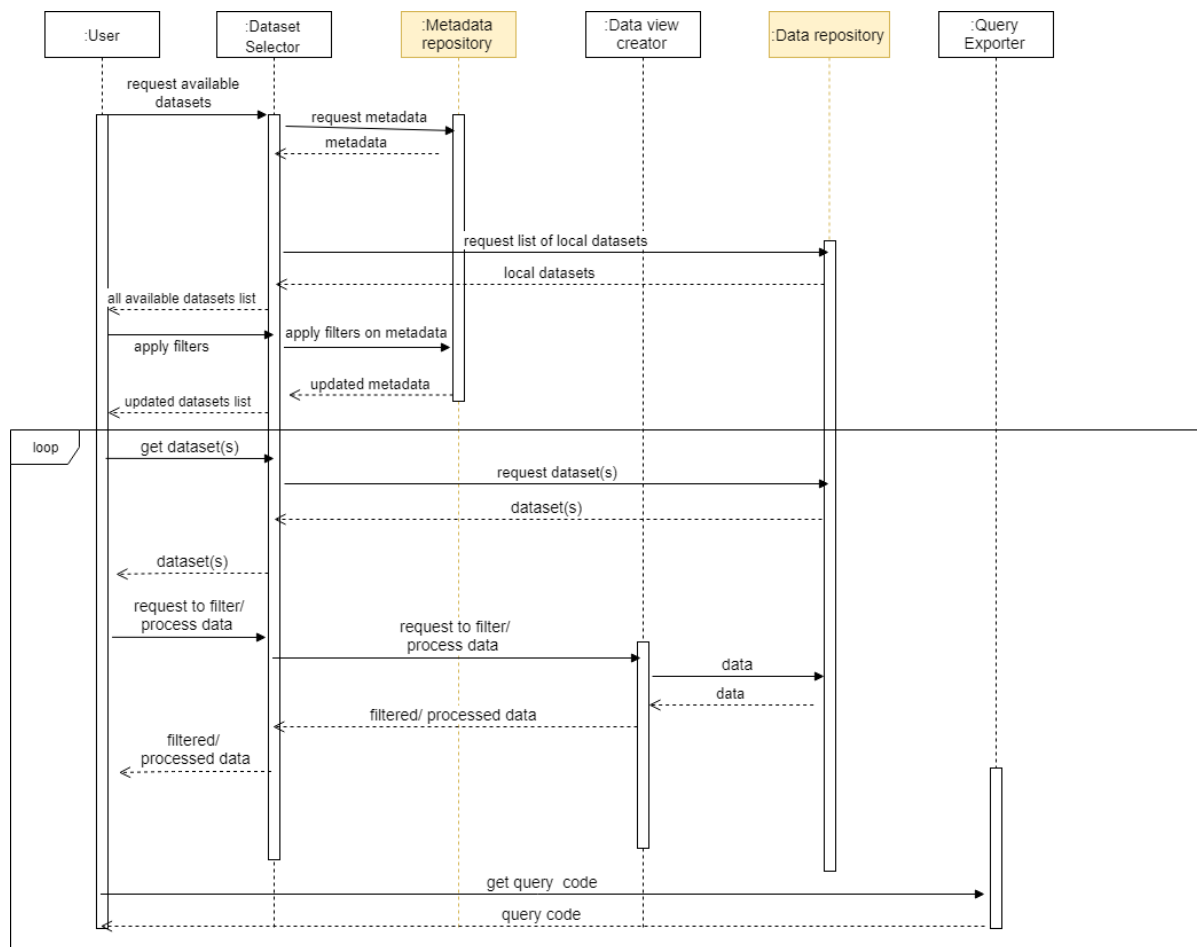 :User
:Dataset
Selector
:Metadata
repository
:Data view
creator
:Data repository
:Query
Exporter
request available
datasets
request metadata
metadata
request list of local datasets
local datasets
all available datasets list
apply filters
apply filters on metadata
updated metadata
updated datasets list
loop
get dataset(s)
request dataset(s)
dataset(s)
dataset(s)
request to filter/
process data
request to filter/
process data
data
data
filtered/ processed data
filtered/
processed data
get query code
query code